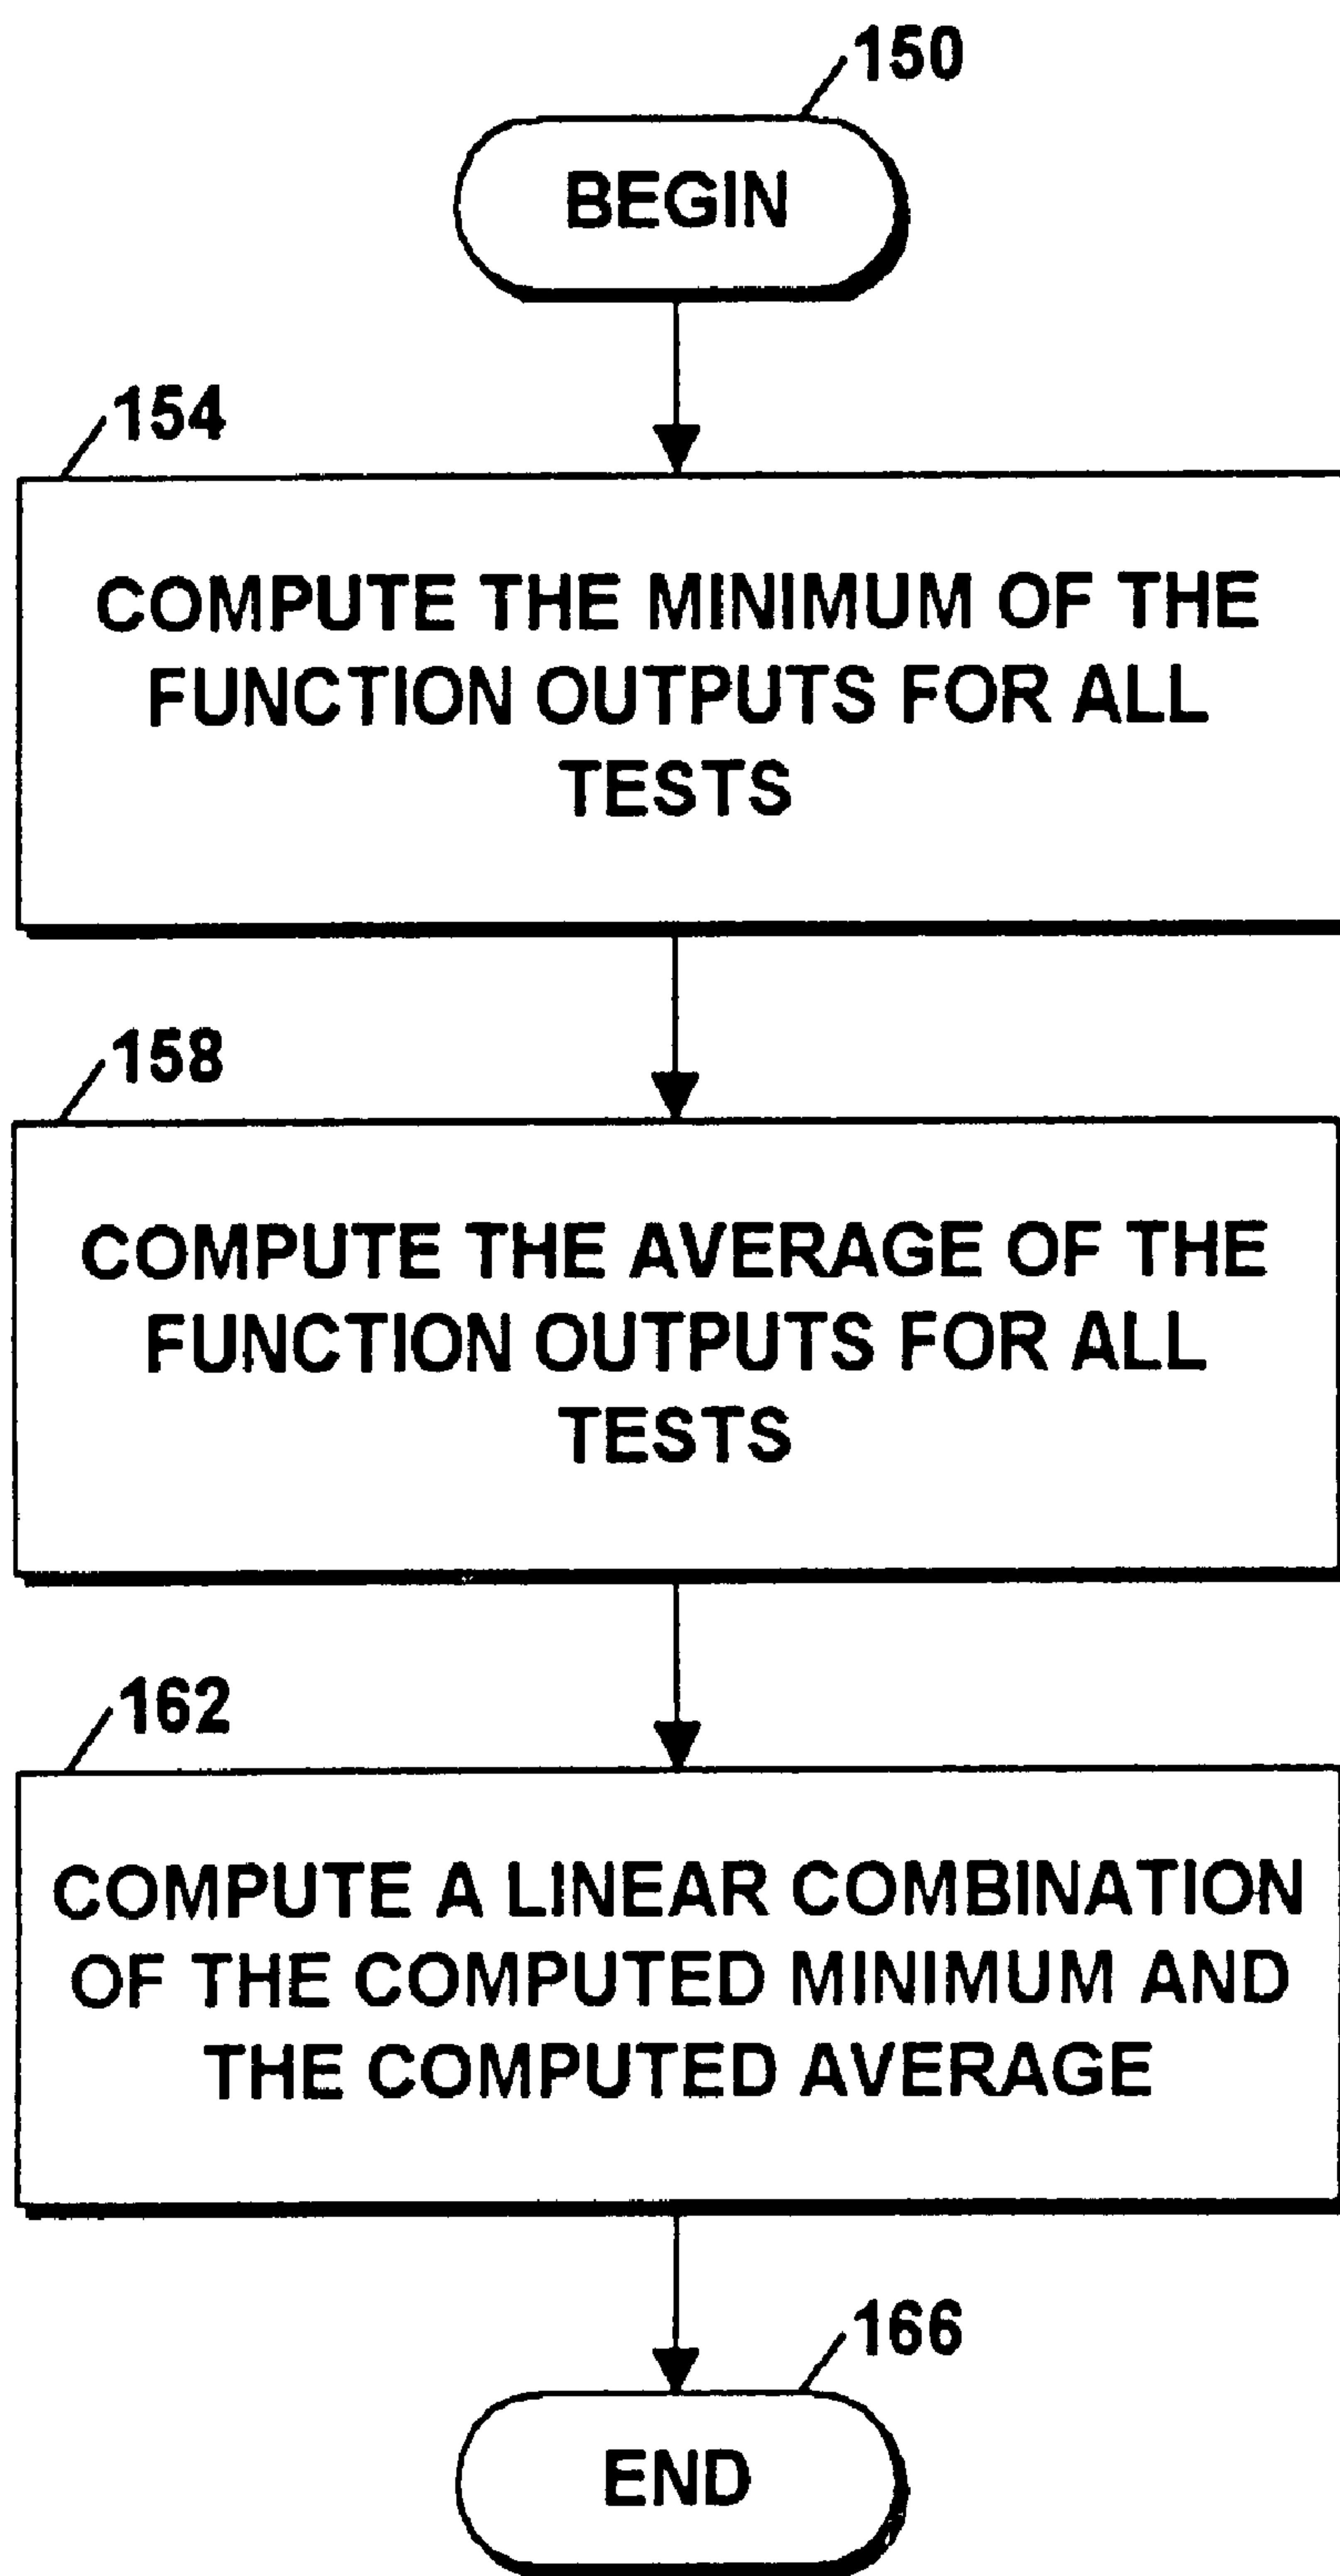 150
BEGIN
154
COMPUTE THE MINIMUM OF THE
FUNCTION OUTPUTS FOR ALL
TESTS
158
COMPUTE THE AVERAGE OF THE
FUNCTION OUTPUTS FOR ALL
TESTS
162
COMPUTE A LINEAR COMBINATION
OF THE COMPUTED MINIMUM AND
THE COMPUTED AVERAGE
166
END